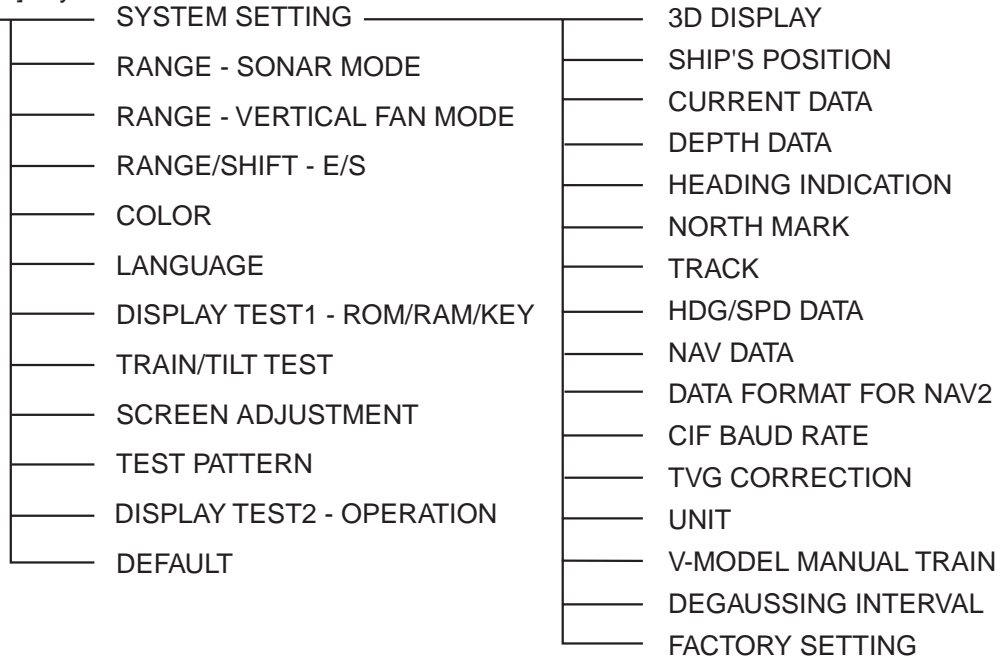 SYSTEM SETTING
RANGE - SONAR MODE
RANGE - VERTICAL FAN MODE
RANGE/SHIFT - E/S
COLOR
LANGUAGE
DISPLAY TEST1 - ROM/RAM/KEY
TRAIN/TILT TEST
SCREEN ADJUSTMENT
TEST PATTERN
DISPLAY TEST2 - OPERATION
DEFAULT
3D DISPLAY
SHIP'S POSITION
CURRENT DATA
DEPTH DATA
HEADING INDICATION
NORTH MARK
TRACK
HDG/SPD DATA
NAV DATA
DATA FORMAT FOR NAV2
CIF BAUD RATE
TVG CORRECTION
UNIT
V-MODEL MANUAL TRAIN
DEGAUSSING INTERVAL
FACTORY SETTING